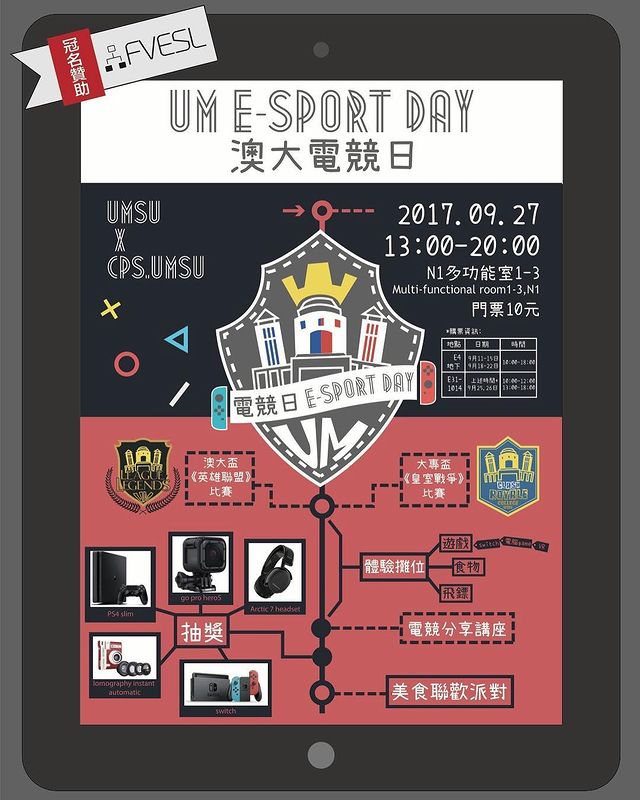 冠名贊助
FVESL
UM E-SPORT DAY
澳大電競日
UMSU
X
CPS.UMSU
2017.09.27
13:00-20:00
N1多功能室1-3
Multi-functional room1-3,N1
門票10元
*購票資訊:
地點 日期 時間
E4
地下
9月11-15日
9月18-22日
10:00-18:00
E31-
1014
上述時間+
9月25,26日
10:00-12:00
13:00-18:00
電競日 E-SPORT DAY
UM
LEAGUE
LEGENDS
澳大盃
《英雄聯盟》
比賽
大專盃
《皇室戰爭》
比賽
CLASH
ROYALE
COLLEGE
體驗攤位
遊戲
switch
電腦game
VR
食物
飛鏢
PS4 slim
go pro hero5
Arctic 7 headset
抽獎
lomography instant
automatic
switch
電競分享講座
美食聯歡派對